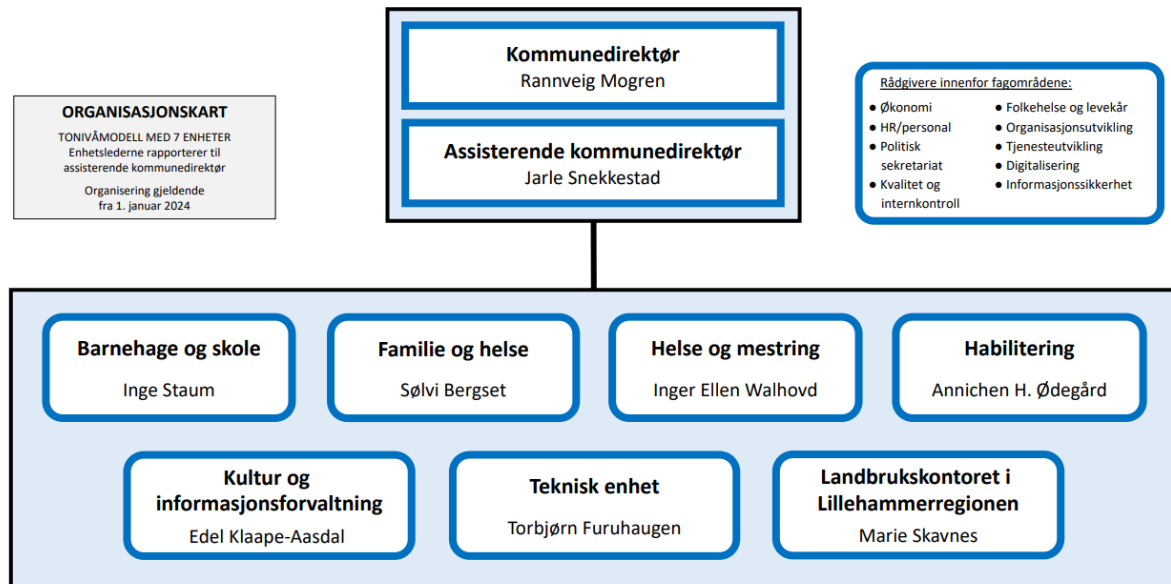 Kommunedirektør
Rannveig Mogren
Assisterende kommunedirektør
Jarle Snekkestad
ORGANISASJONSKART
TONIVÅMODELL MED 7 ENHETER
Enhetslederne rapporterer til
assisterende kommunedirektør
Organisering gjeldende
fra 1. januar 2024
Rådgivere innenfor fagområdene:
● Økonomi
● HR/personal
● Politisk
sekretariat
● Kvalitet og
internkontroll
● Folkehelse og levekår
● Organisasjonsutvikling
● Tjenesteutvikling
● Digitalisering
● Informasjonssikkerhet
Barnehage og skole
Inge Staum
Familie og helse
Sølvi Bergset
Helse og mestring
Inger Ellen Walhovd
Habilitering
Annichen H. Ødegård
Kultur og
informasjonsforvaltning
Edel Klaape-Aasdal
Teknisk enhet
Torbjørn Furuhaugen
Landbrukskontoret i
Lillehammerregionen
Marie Skavnes